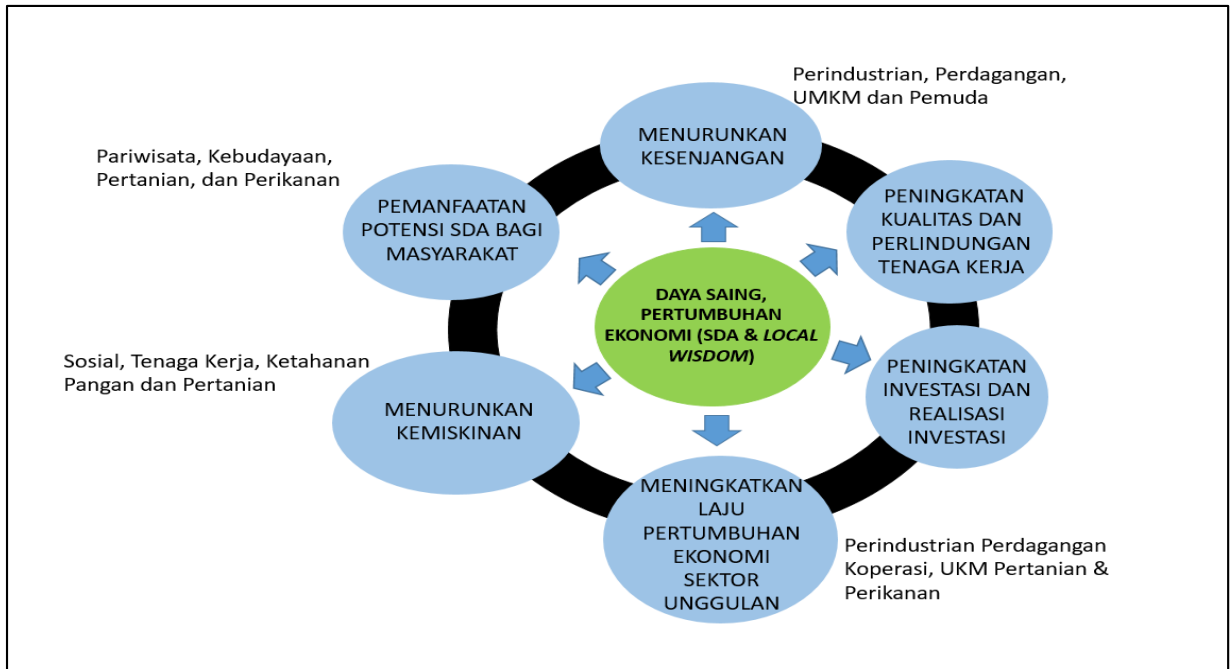 Perindustrian, Perdagangan,
UMKM dan Pemuda
MENURUNKAN
KESENJANGAN
Pariwisata, Kebudayaan,
Pertanian, dan Perikanan
PEMANFAATAN
POTENSI SDA BAGI
MASYARAKAT
PENINGKATAN
KUALITAS DAN
PERLINDUNGAN
TENAGA KERJA
DAYA SAING,
PERTUMBUHAN
EKONOMI (SDA & LOCAL
WISDOM)
Sosial, Tenaga Kerja, Ketahanan
Pangan dan Pertanian
MENURUNKAN
KEMISKINAN
PENINGKATAN
INVESTASI DAN
REALISASI
INVESTASI
MENINGKATKAN
LAJU
PERTUMBUHAN
EKONOMI
SEKTOR
UNGGULAN
Perindustrian Perdagangan
Koperasi, UKM Pertanian &
Perikanan